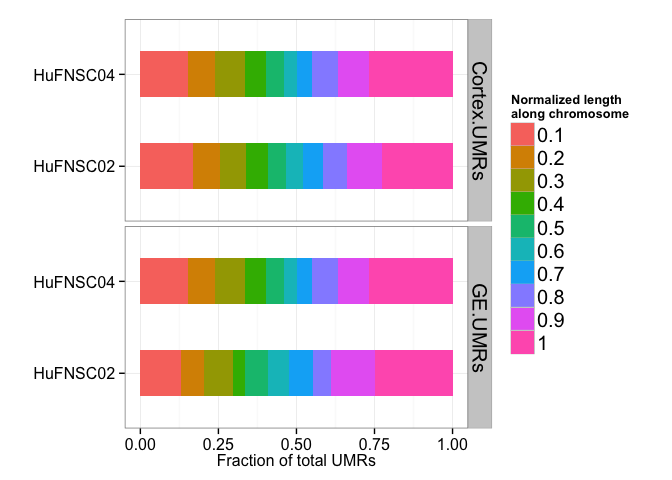 HuFNSC04
HuFNSC02
Cortex.UMRs
HuFNSC04
HuFNSC02
GE.UMRs
0.00 0.25 0.50 0.75 1.00
Fraction of total UMRs
Normalized length
along chromosome
0.1
0.2
0.3
0.4
0.5
0.6
0.7
0.8
0.9
1